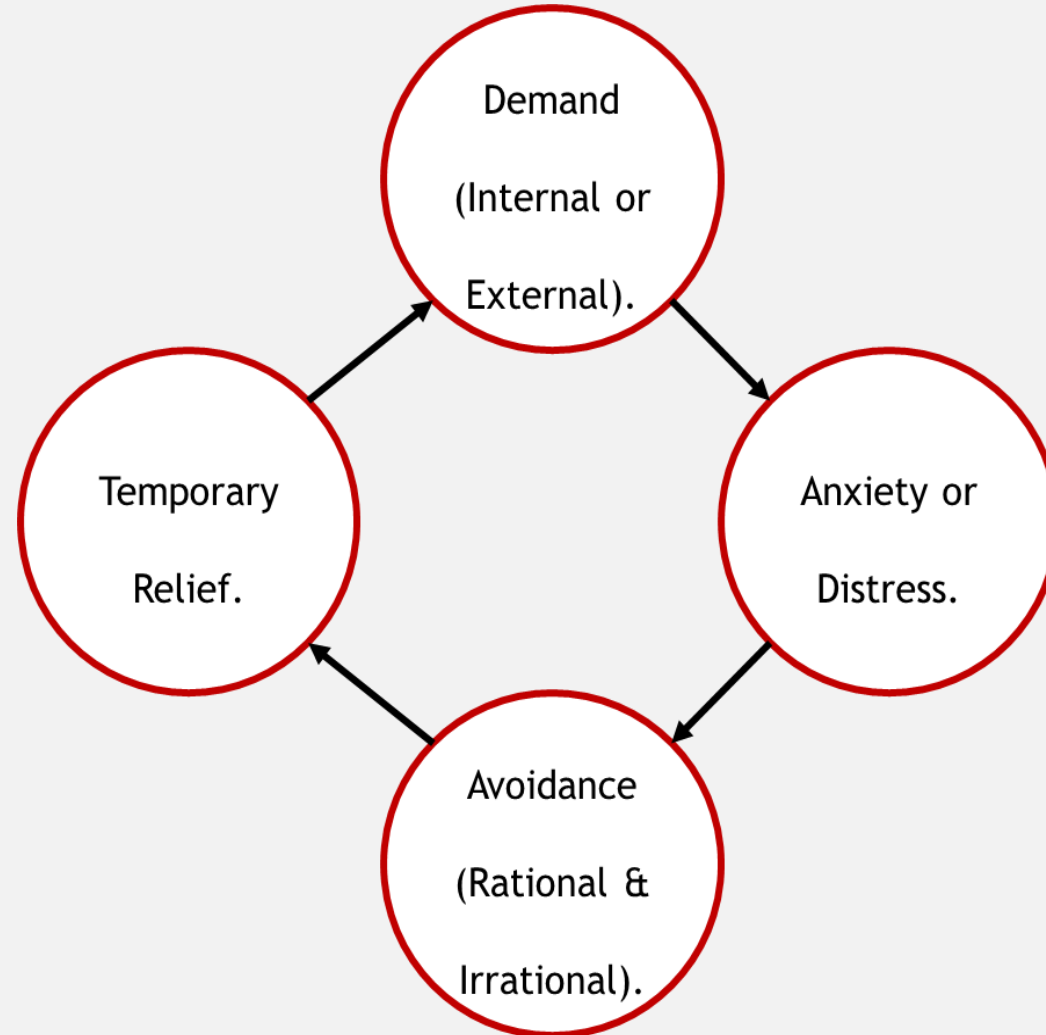 Demand
(Internal or
External).
Temporary
Relief.
Anxiety or
Distress.
Avoidance
(Rational &
Irrational).